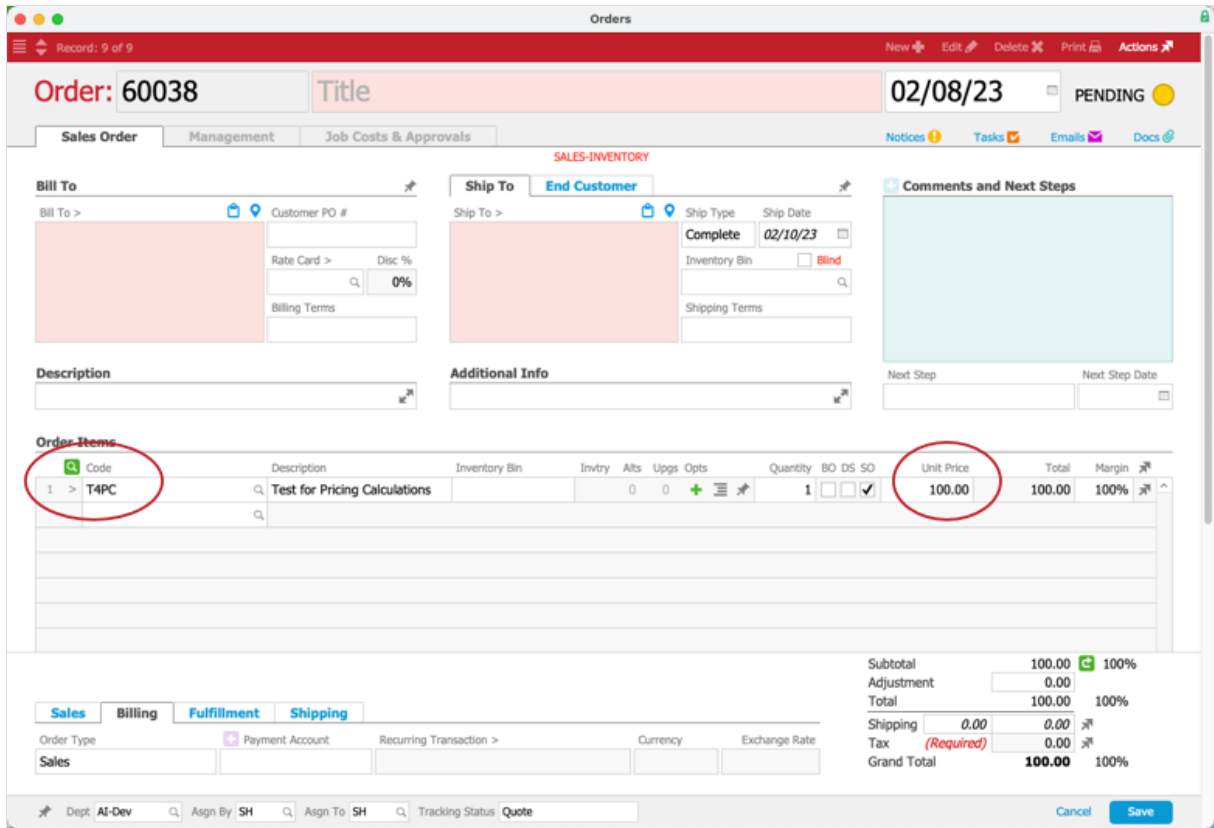 Orders
Record: 9 of 9 New Edit Delete Print Actions
Order: 60038 Title 02/08/23 PENDING
Sales Order Management Job Costs & Approvals Notices Tasks Emails Docs
SALES-INVENTORY
Bill To Ship To End Customer Comments and Next Steps
Bill To > Customer PO # Ship To > Ship Type Ship Date
Complete 02/10/23
Rate Card > Disc % Inventory Bin Blind
0%
Billing Terms Shipping Terms
Description Additional Info Next Step Next Step Date
Order Items
Code Description Inventory Bin Invtry Alts Upgs Opts Quantity BO DS SO Unit Price Total Margin
1 > T4PC Test for Pricing Calculations 0 0 1 100.00 100.00 100%
Subtotal 100.00 100%
Adjustment 0.00
Total 100.00 100%
Sales Billing Fulfillment Shipping
Shipping 0.00 0.00
Order Type Payment Account Recurring Transaction > Currency Exchange Rate
Tax (Required) 0.00
Sales
Grand Total 100.00 100%
Dept AI-Dev Asgn By SH Asgn To SH Tracking Status Quote Cancel Save